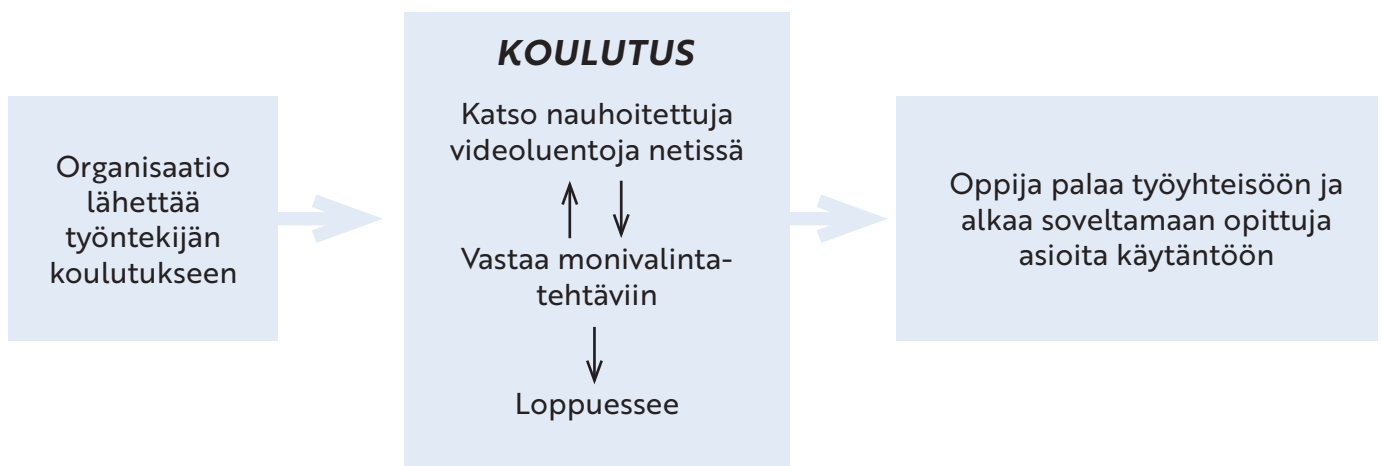 Organisaatio
lähettää
työntekijän
koulutukseen
KOULUTUS
Katso nauhoitettuja
videoluentoja netissä
Vastaa monivalinta-
tehtäviin
Loppuessee
Oppija palaa työyhteisöön ja
alkaa soveltamaan opittuja
asioita käytäntöön